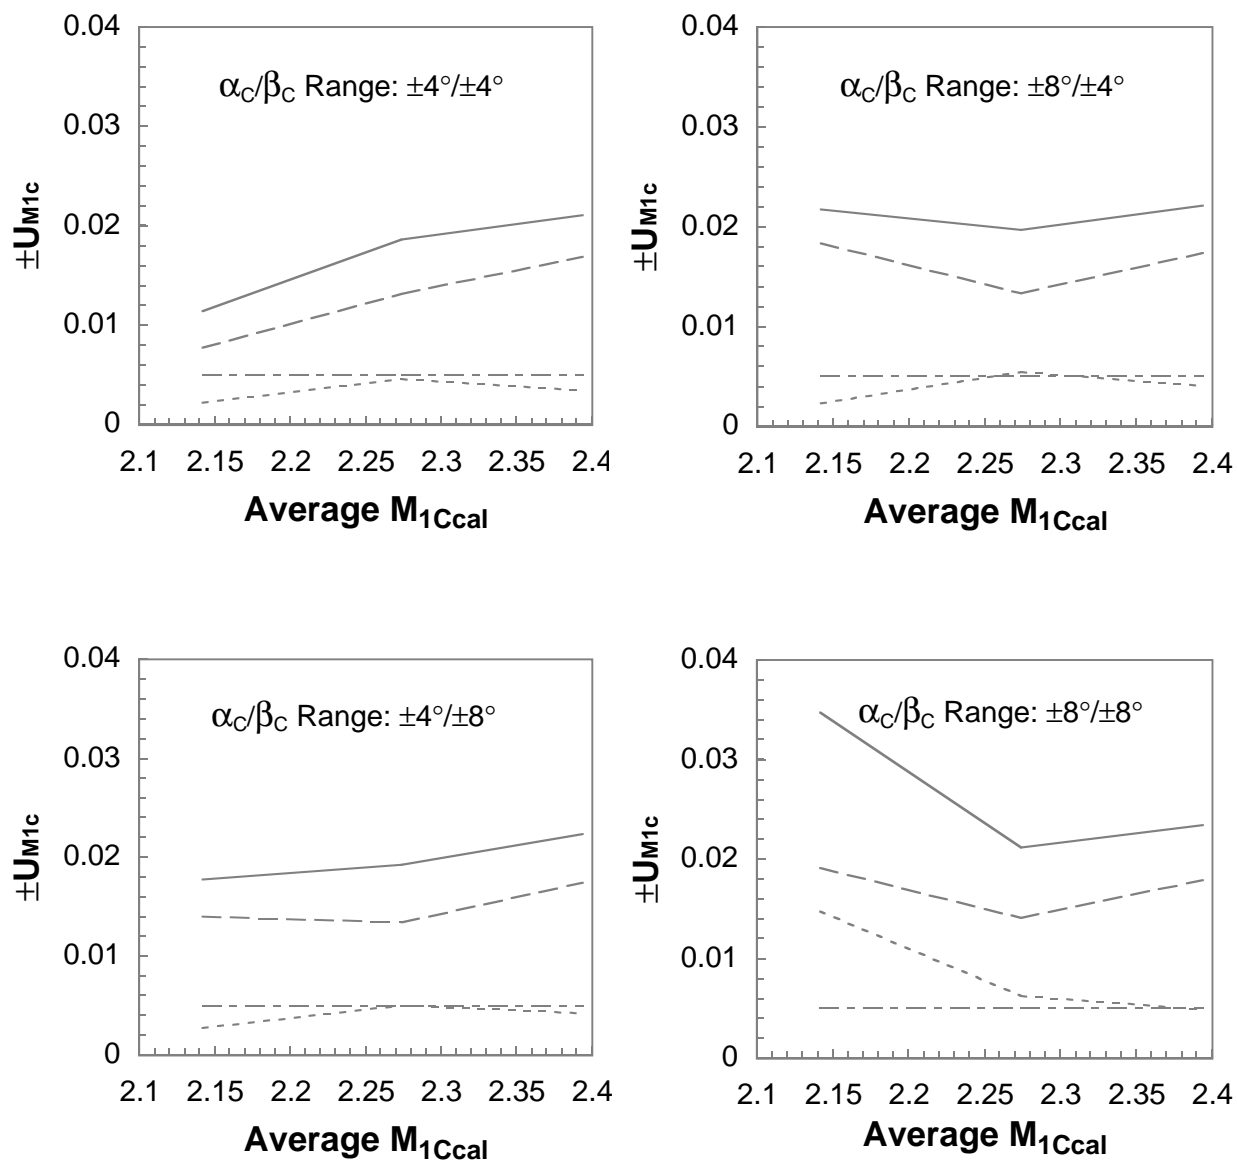 0.04
0.03
0.02
0.01
0
±UM1c
αC/βC Range: ±4°/±4°
2.1 2.15 2.2 2.25 2.3 2.35 2.4
Average M1Ccal
0.04
0.03
0.02
0.01
0
±UM1c
αC/βC Range: ±8°/±4°
2.1 2.15 2.2 2.25 2.3 2.35 2.4
Average M1Ccal
0.04
0.03
0.02
0.01
0
±UM1c
αC/βC Range: ±4°/±8°
2.1 2.15 2.2 2.25 2.3 2.35 2.4
Average M1Ccal
0.04
0.03
0.02
0.01
0
±UM1c
αC/βC Range: ±8°/±8°
2.1 2.15 2.2 2.25 2.3 2.35 2.4
Average M1Ccal